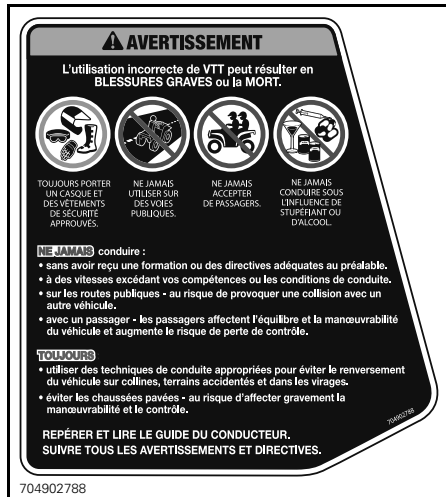 AVERTISSEMENT
L'utilisation incorrecte de VTT peut résulter en
BLESSURES GRAVES ou la MORT.
TOUJOURS PORTER
UN CASQUE ET
DES VÊTEMENTS
DE SÉCURITÉ
APPROUVÉS.
NE JAMAIS
UTILISER SUR
DES VOIES
PUBLIQUES.
NE JAMAIS
ACCEPTER
DE PASSAGERS.
NE JAMAIS
CONDUIRE SOUS
L'INFLUENCE DE
STUPÉFIANT OU
D'ALCOOL.
NE JAMAIS conduire :
• sans avoir reçu une formation ou des directives adéquates au préalable.
• à des vitesses excédant vos compétences ou les conditions de conduite.
• sur les routes publiques - au risque de provoquer une collision avec un
autre véhicule.
• avec un passager - les passagers affectent l'équilibre et la manœuvrabilité
du véhicule et augmente le risque de perte de contrôle.
TOUJOURS
• utiliser des techniques de conduite appropriées pour éviter le renversement
du véhicule sur collines, terrains accidentés et dans les virages.
• éviter les chaussées pavées - au risque d'affecter gravement la
manœuvrabilité et le contrôle.
REPÉRER ET LIRE LE GUIDE DU CONDUCTEUR.
SUIVRE TOUS LES AVERTISSEMENTS ET DIRECTIVES.
704902788
704902788